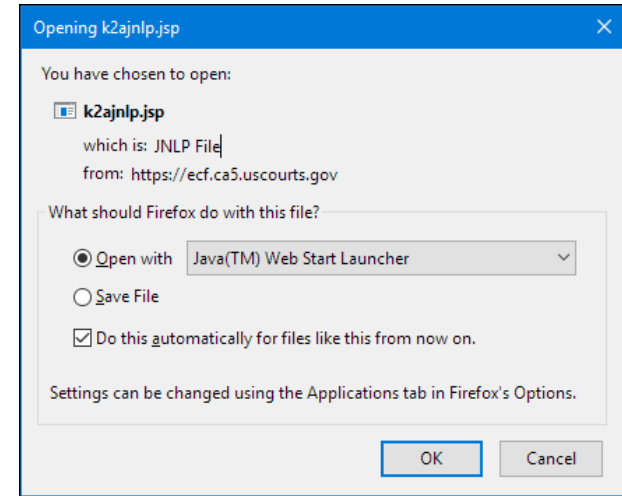 Opening k2ajnlp.jsp
You have chosen to open:
k2ajnlp.jsp
which is: JNLP File
from: https://ecf.ca5.uscourts.gov
What should Firefox do with this file?
Open with Java(TM) Web Start Launcher
Save File
Do this automatically for files like this from now on.
Settings can be changed using the Applications tab in Firefox's Options.
OK Cancel